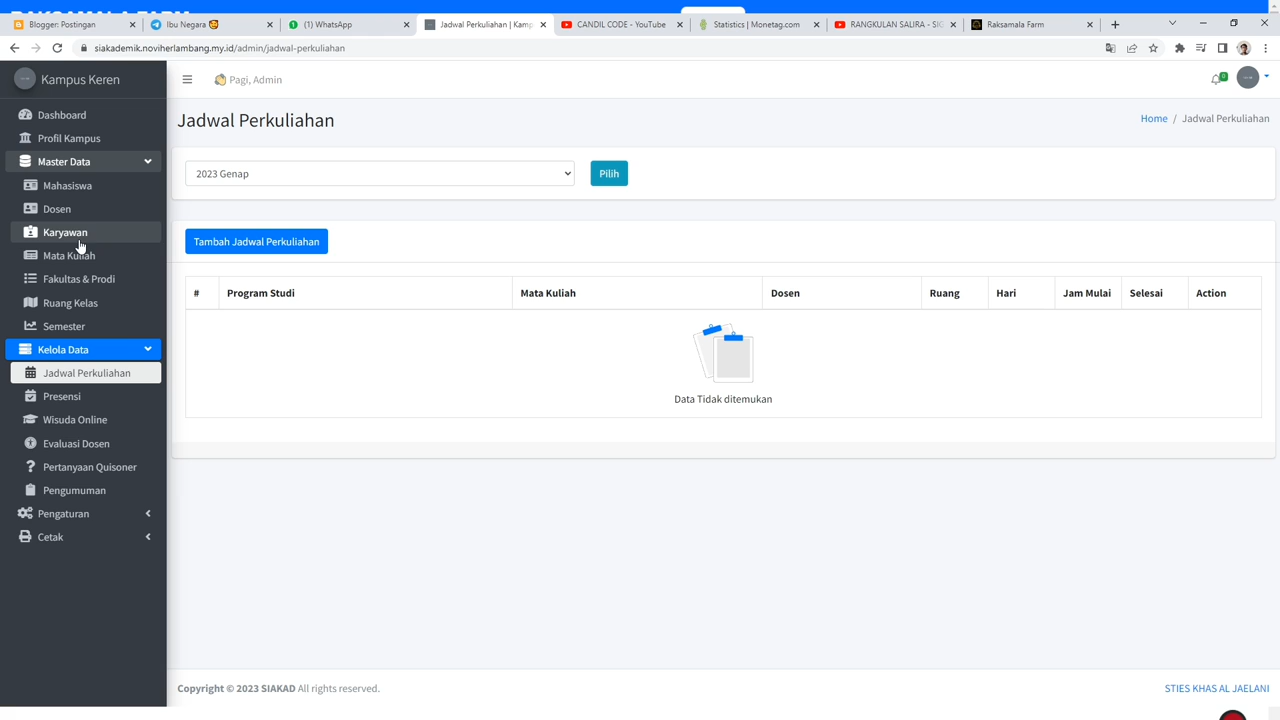 Blogger: Postingan
Ibu Negara
(1) WhatsApp
Jadwal Perkuliahan | Kamp
CANDIL CODE - YouTube
Statistics | Monetag.com
RANGKULAN SALIRA - SIG
Raksamala Farm
siakademik.noviherlambang.my.id/admin/jadwal-perkuliahan
Kampus Keren
Pagi, Admin
0
Dashboard
Profil Kampus
Master Data
Mahasiswa
Dosen
Karyawan
Mata Kuliah
Fakultas & Prodi
Ruang Kelas
Semester
Kelola Data
Jadwal Perkuliahan
Presensi
Wisuda Online
Evaluasi Dosen
Pertanyaan Quisoner
Pengumuman
Pengaturan
Cetak
Jadwal Perkuliahan
Home / Jadwal Perkuliahan
2023 Genap
Pilih
Tambah Jadwal Perkuliahan
# Program Studi Mata Kuliah Dosen Ruang Hari Jam Mulai Selesai Action
Data Tidak ditemukan
Copyright © 2023 SIAKAD All rights reserved.
STIES KHAS AL JAELANI